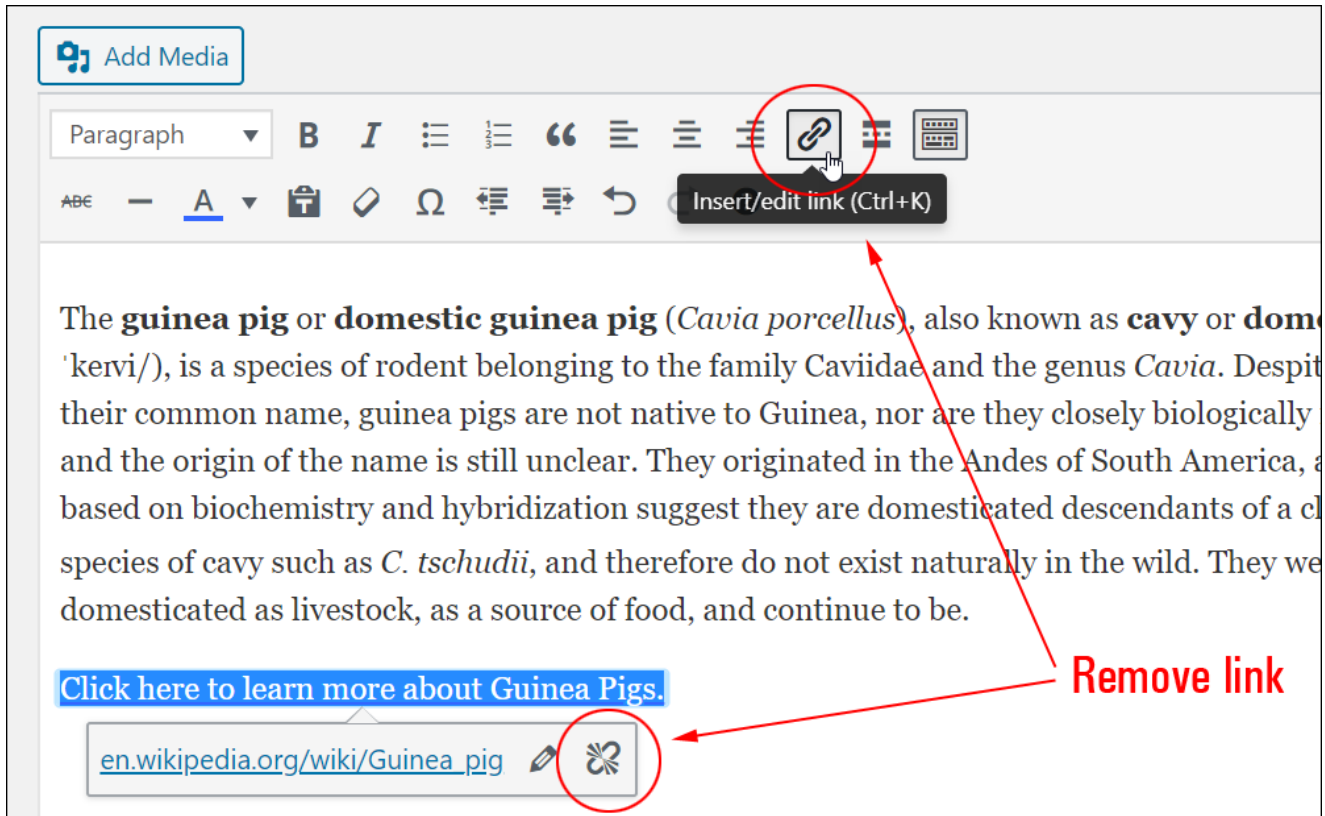 Add Media
Paragraph
B I
ABC A Ω
Insert/edit link (Ctrl+K)
The guinea pig or domestic guinea pig (Cavia porcellus), also known as cavy or dome
ˈkeɪvi/), is a species of rodent belonging to the family Caviidae and the genus Cavia. Despit
their common name, guinea pigs are not native to Guinea, nor are they closely biologically
and the origin of the name is still unclear. They originated in the Andes of South America, a
based on biochemistry and hybridization suggest they are domesticated descendants of a cl
species of cavy such as C. tschudii, and therefore do not exist naturally in the wild. They we
domesticated as livestock, as a source of food, and continue to be.
Click here to learn more about Guinea Pigs.
Remove link
en.wikipedia.org/wiki/Guinea_pig